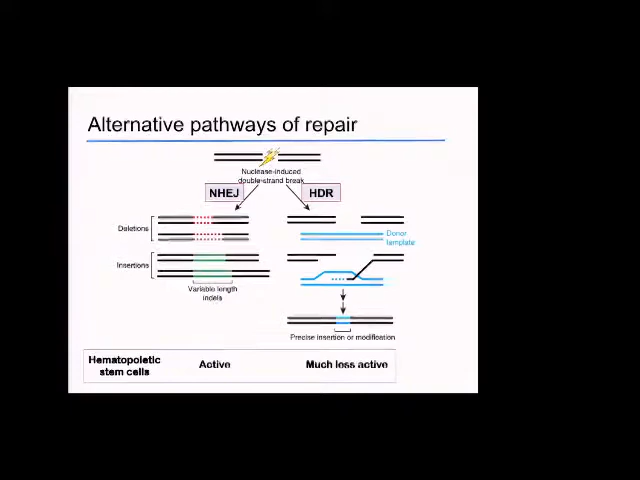 Alternative pathways of repair
Nuclease-induced
double-strand break
NHEJ
HDR
Deletions
Donor
template
Insertions
Variable length
indels
Precise insertion or modification
Hematopoietic
stem cells
Active
Much less active